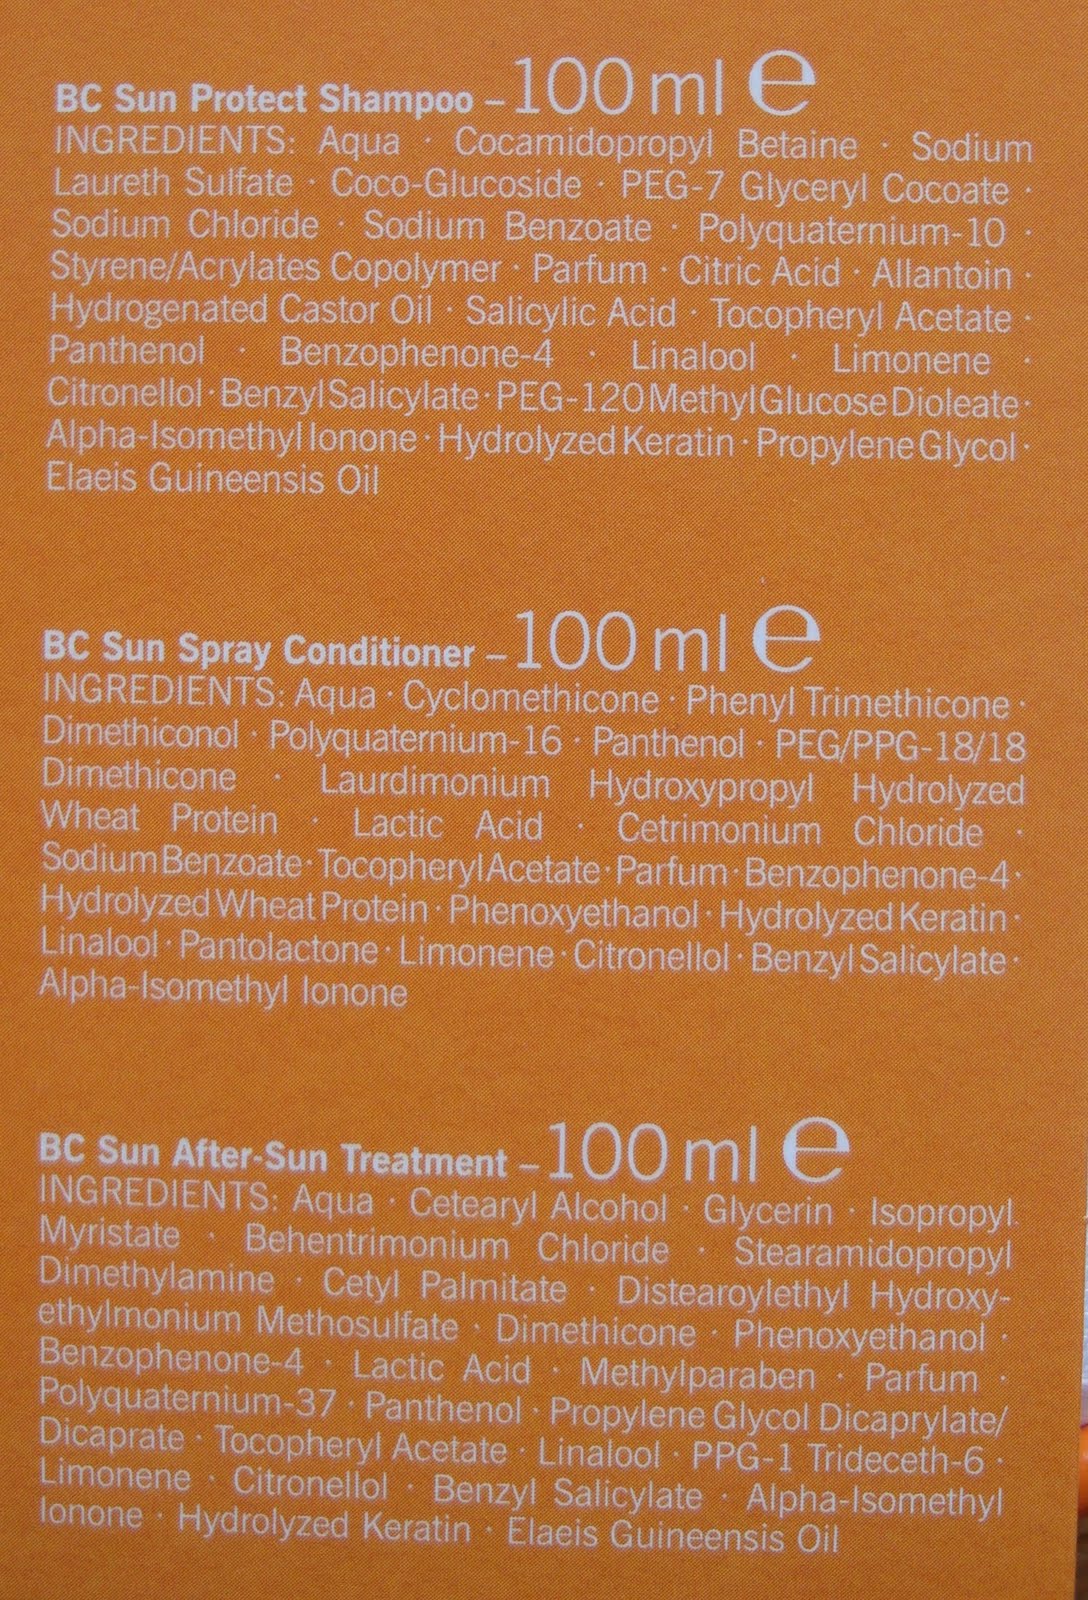 BC Sun Protect Shampoo – 100 ml ℮
INGREDIENTS: Aqua · Cocamidopropyl Betaine · Sodium
Laureth Sulfate · Coco-Glucoside · PEG-7 Glyceryl Cocoate ·
Sodium Chloride · Sodium Benzoate · Polyquaternium-10 ·
Styrene/Acrylates Copolymer · Parfum · Citric Acid · Allantoin ·
Hydrogenated Castor Oil · Salicylic Acid · Tocopheryl Acetate ·
Panthenol · Benzophenone-4 · Linalool · Limonene ·
Citronellol · Benzyl Salicylate · PEG-120 Methyl Glucose Dioleate ·
Alpha-Isomethyl Ionone · Hydrolyzed Keratin · Propylene Glycol ·
Elaeis Guineensis Oil
BC Sun Spray Conditioner – 100 ml ℮
INGREDIENTS: Aqua · Cyclomethicone · Phenyl Trimethicone ·
Dimethiconol · Polyquaternium-16 · Panthenol · PEG/PPG-18/18
Dimethicone · Laurdimonium Hydroxypropyl Hydrolyzed
Wheat Protein · Lactic Acid · Cetrimonium Chloride ·
Sodium Benzoate · Tocopheryl Acetate · Parfum · Benzophenone-4 ·
Hydrolyzed Wheat Protein · Phenoxyethanol · Hydrolyzed Keratin ·
Linalool · Pantolactone · Limonene · Citronellol · Benzyl Salicylate ·
Alpha-Isomethyl Ionone
BC Sun After-Sun Treatment – 100 ml ℮
INGREDIENTS: Aqua · Cetearyl Alcohol · Glycerin · Isopropyl
Myristate · Behentrimonium Chloride · Stearamidopropyl
Dimethylamine · Cetyl Palmitate · Distearoylethyl Hydroxy-
ethylmonium Methosulfate · Dimethicone · Phenoxyethanol ·
Benzophenone-4 · Lactic Acid · Methylparaben · Parfum ·
Polyquaternium-37 · Panthenol · Propylene Glycol Dicaprylate/
Dicaprate · Tocopheryl Acetate · Linalool · PPG-1 Trideceth-6 ·
Limonene · Citronellol · Benzyl Salicylate · Alpha-Isomethyl
Ionone · Hydrolyzed Keratin · Elaeis Guineensis Oil